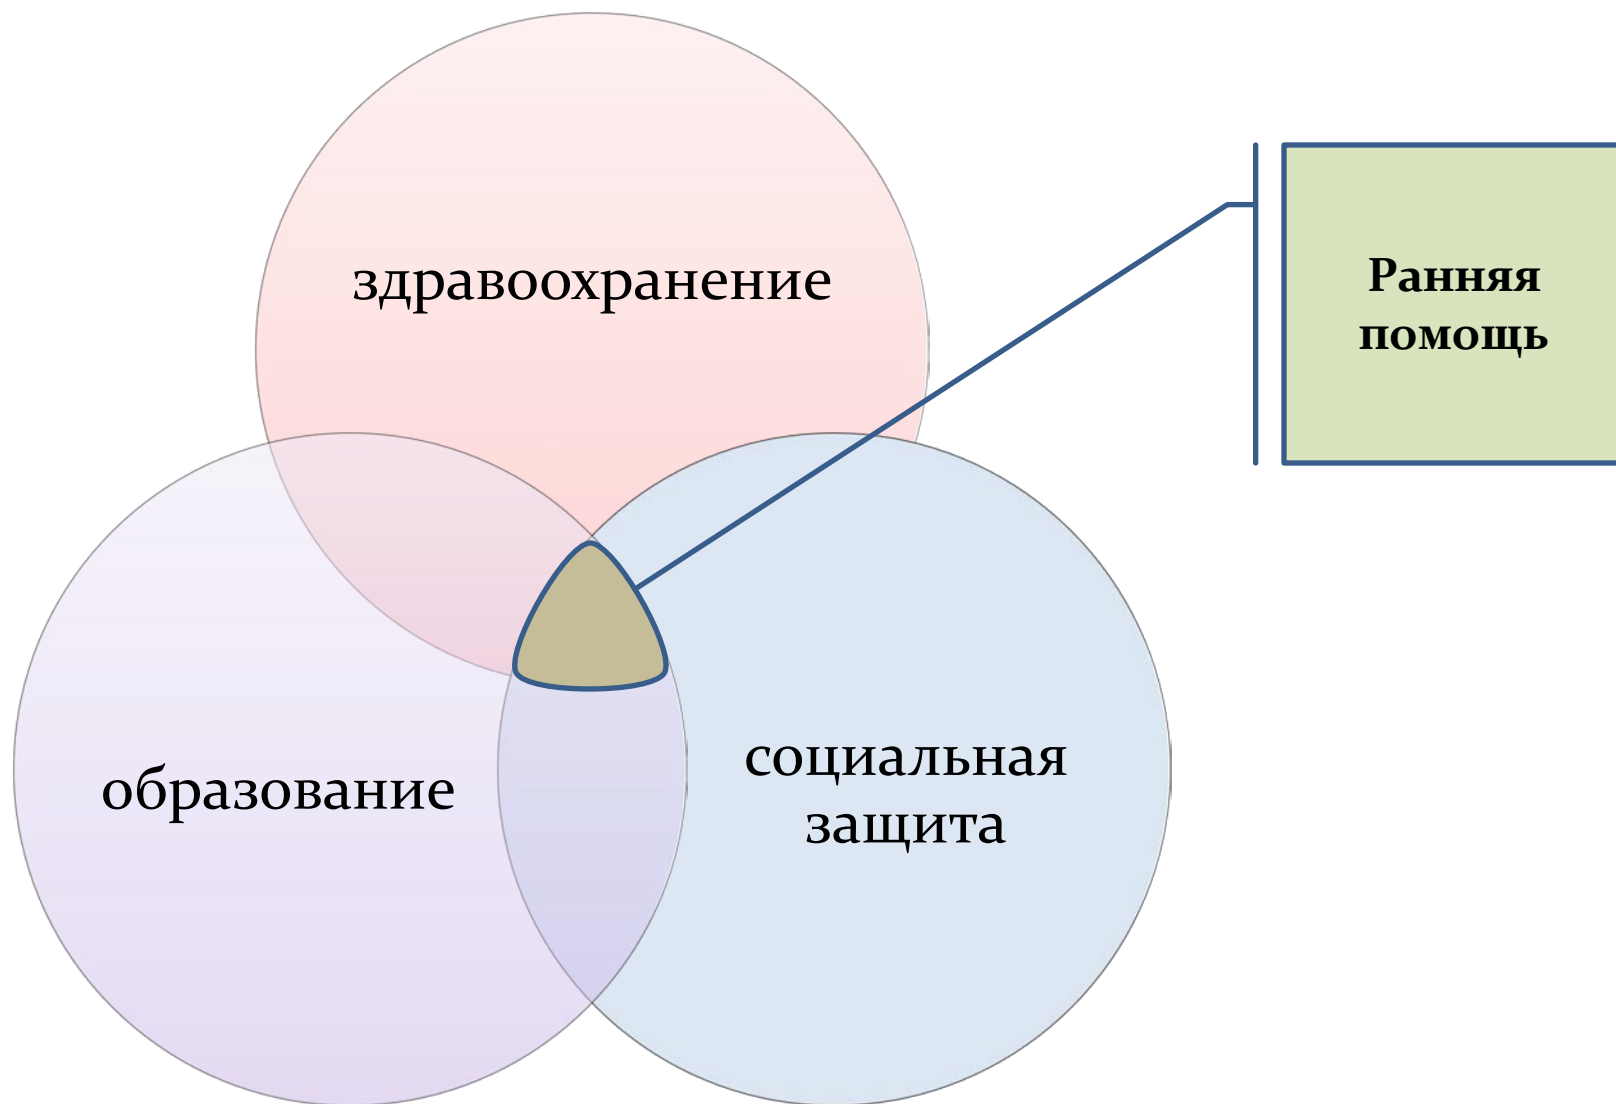 здравоохранение
Ранняя
помощь
образование
социальная
защита